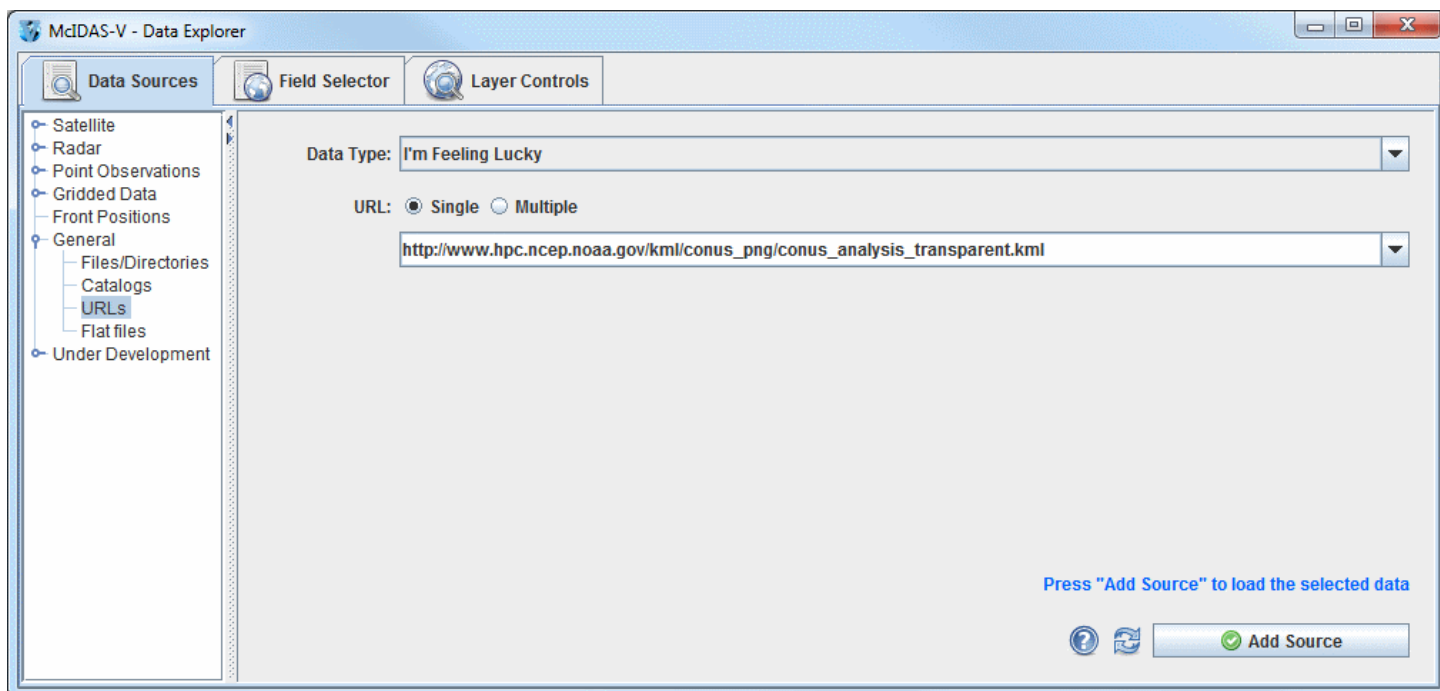 McIDAS-V - Data Explorer
Data Sources
Field Selector
Layer Controls
Satellite
Radar
Point Observations
Gridded Data
Front Positions
General
Files/Directories
Catalogs
URLs
Flat files
Under Development
Data Type: I'm Feeling Lucky
URL: Single Multiple
http://www.hpc.ncep.noaa.gov/kml/conus_png/conus_analysis_transparent.kml
Press "Add Source" to load the selected data
Add Source